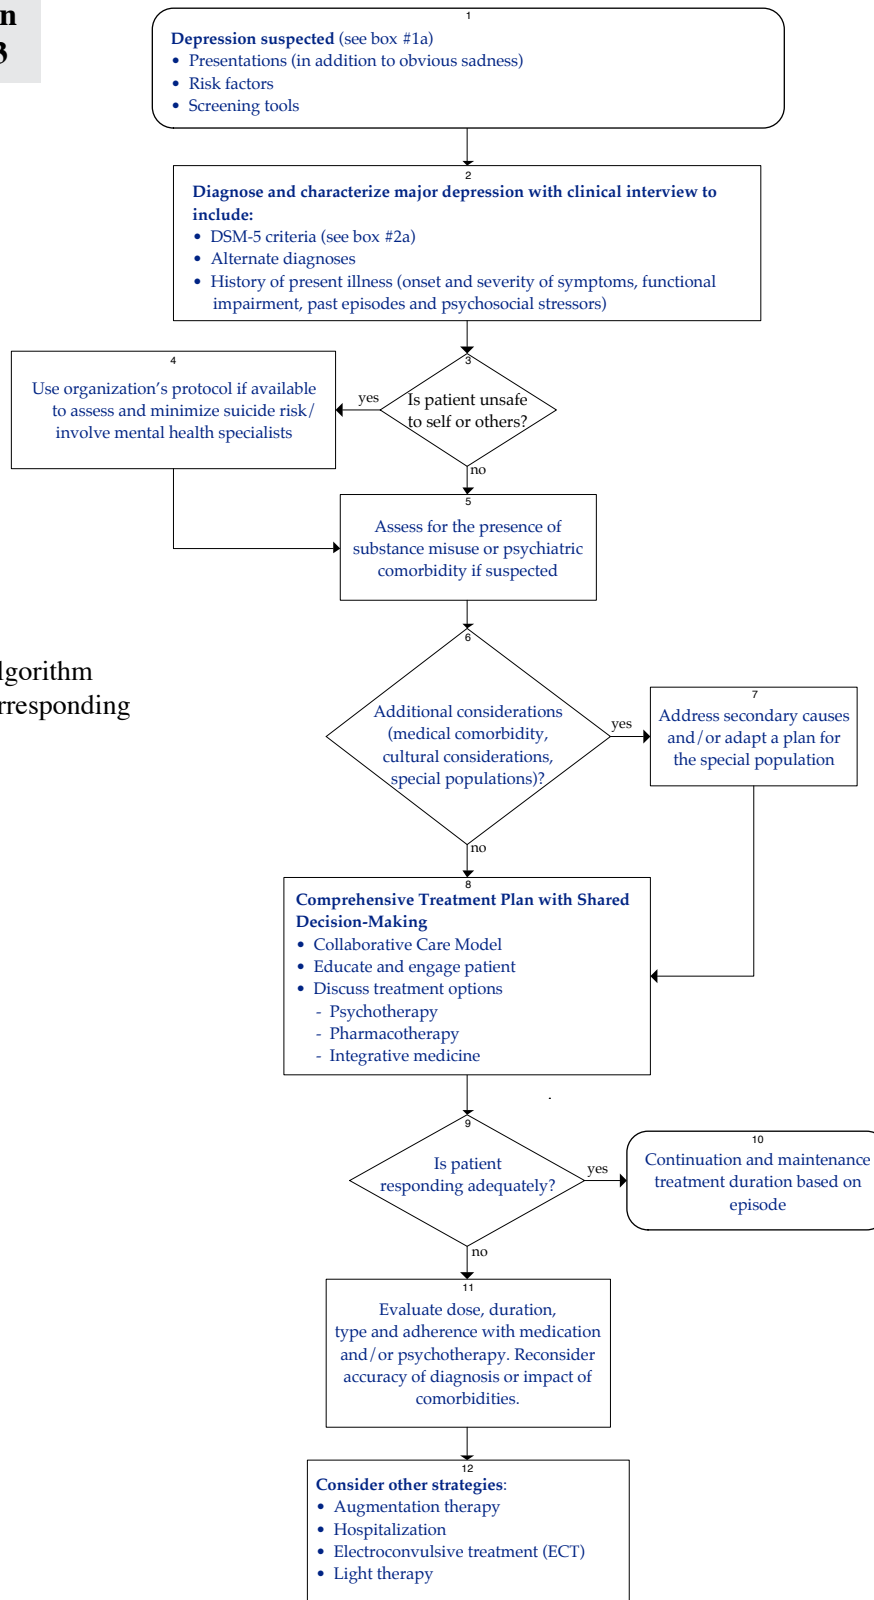 1
Depression suspected (see box #1a)
• Presentations (in addition to obvious sadness)
• Risk factors
• Screening tools
2
Diagnose and characterize major depression with clinical interview to
include:
• DSM-5 criteria (see box #2a)
• Alternate diagnoses
• History of present illness (onset and severity of symptoms, functional
impairment, past episodes and psychosocial stressors)
3
Is patient unsafe
to self or others?
yes
no
4
Use organization's protocol if available
to assess and minimize suicide risk/
involve mental health specialists
5
Assess for the presence of
substance misuse or psychiatric
comorbidity if suspected
lgorithm
rresponding
6
Additional considerations
(medical comorbidity,
cultural considerations,
special populations)?
yes
no
7
Address secondary causes
and/or adapt a plan for
the special population
8
Comprehensive Treatment Plan with Shared
Decision-Making
• Collaborative Care Model
• Educate and engage patient
• Discuss treatment options
- Psychotherapy
- Pharmacotherapy
- Integrative medicine
9
Is patient
responding adequately?
yes
no
10
Continuation and maintenance
treatment duration based on
episode
11
Evaluate dose, duration,
type and adherence with medication
and/or psychotherapy. Reconsider
accuracy of diagnosis or impact of
comorbidities.
12
Consider other strategies:
• Augmentation therapy
• Hospitalization
• Electroconvulsive treatment (ECT)
• Light therapy